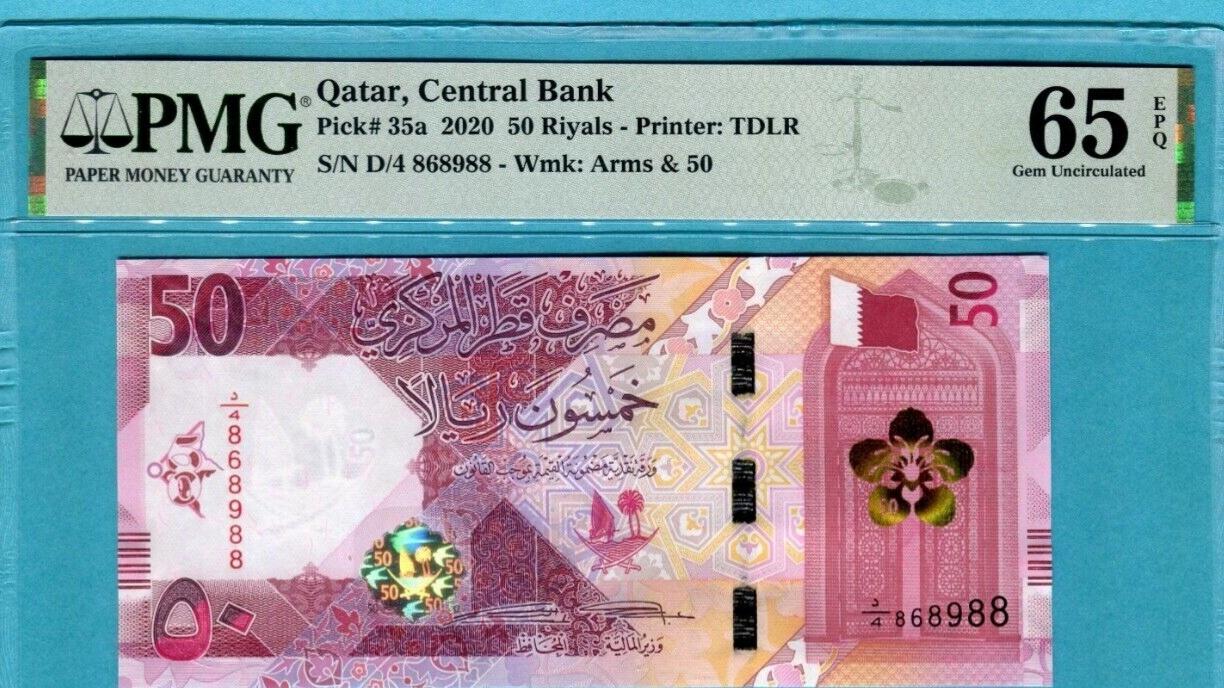 PMG®
PAPER MONEY GUARANTY
Qatar, Central Bank
Pick# 35a 2020 50 Riyals - Printer: TDLR
S/N D/4 868988 - Wmk: Arms & 50
65 EPQ
Gem Uncirculated
50
مصرف قطر المركزي
50
خمسون ريالاً
د/4 868988
ورقة نقدية مضمونة القيمة بموجب القانون
50
50
50
50
50
د/4 868988
٥٠
وزير المالية
المحافظ